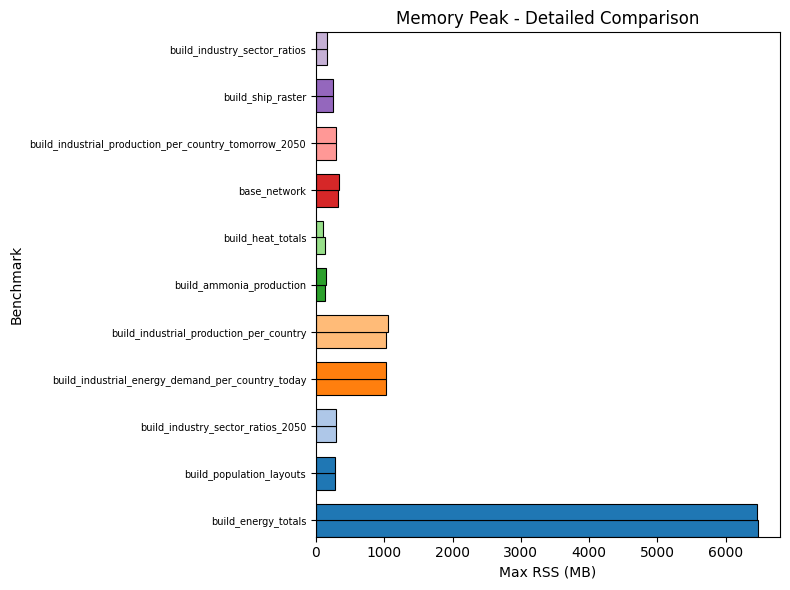 Memory Peak - Detailed Comparison
Benchmark
build_industry_sector_ratios
build_ship_raster
build_industrial_production_per_country_tomorrow_2050
base_network
build_heat_totals
build_ammonia_production
build_industrial_production_per_country
build_industrial_energy_demand_per_country_today
build_industry_sector_ratios_2050
build_population_layouts
build_energy_totals
0 1000 2000 3000 4000 5000 6000
Max RSS (MB)